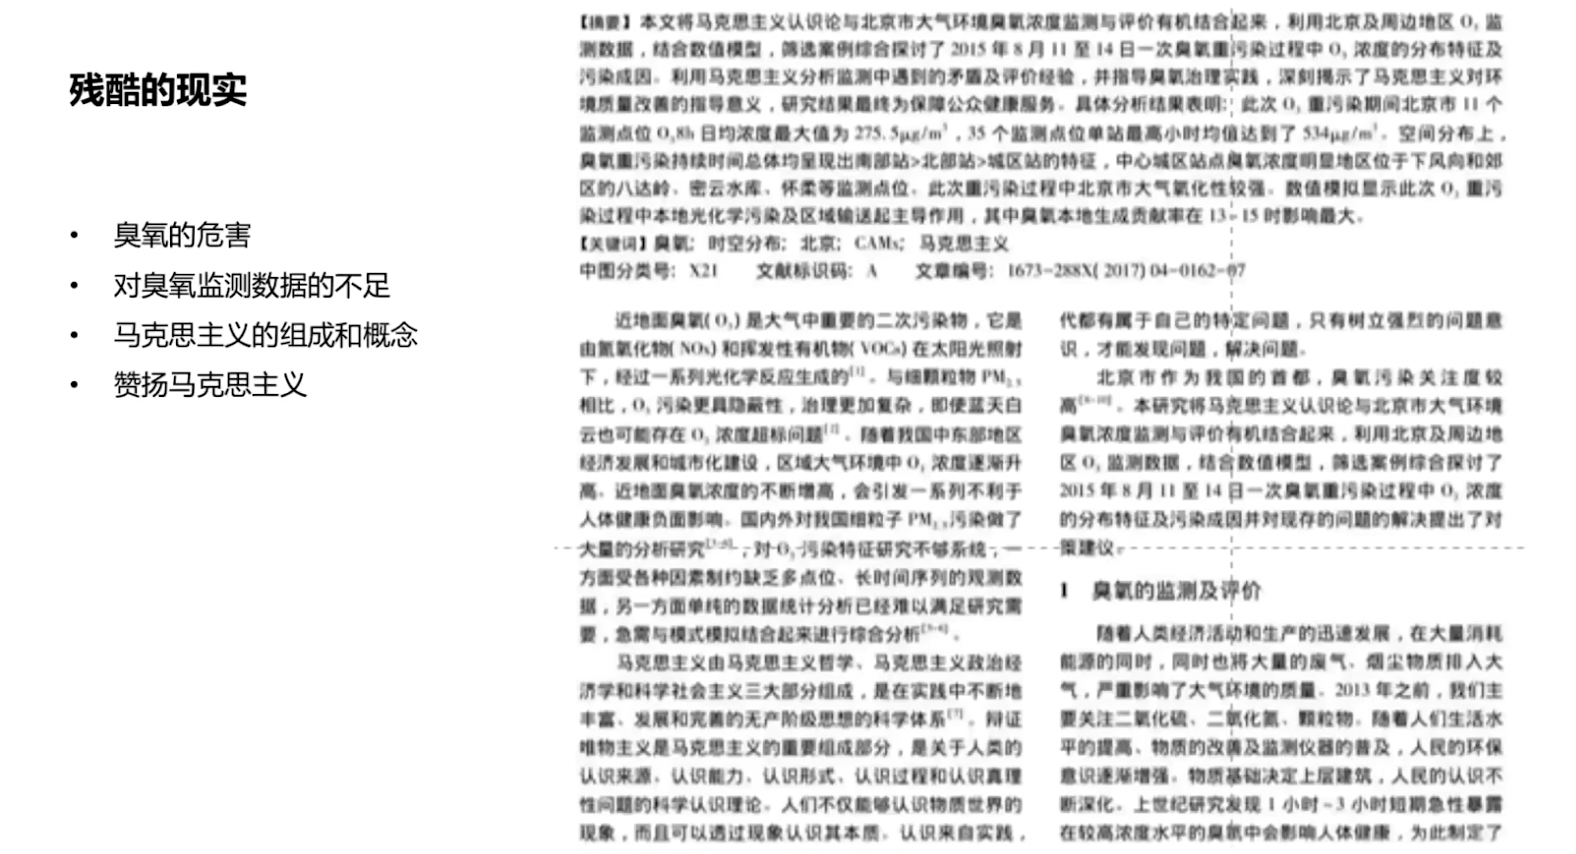 残酷的现实
• 臭氧的危害
• 对臭氧监测数据的不足
• 马克思主义的组成和概念
• 赞扬马克思主义
【摘要】本文将马克思主义认识论与北京市大气环境臭氧浓度监测与评价有机结合起来，利用北京及周边地区 O₃ 监
测数据，结合数值模型，筛选案例综合探讨了 2015 年 8 月 11 至 14 日一次臭氧重污染过程中 O₃ 浓度的分布特征及
污染成因。利用马克思主义分析监测中遇到的矛盾及评价经验，并指导臭氧治理实践，深刻揭示了马克思主义对环
境质量改善的指导意义，研究结果最终为保障公众健康服务。具体分析结果表明：此次 O₃ 重污染期间北京市 11 个
监测点位 O₃8h 日均浓度最大值为 275.5μg/m³，35 个监测点位单站最高小时均值达到了 534μg/m³。空间分布上，
臭氧重污染持续时间总体均呈现出南部站>北部站>城区站的特征，中心城区站点臭氧浓度明显地区位于下风向和郊
区的八达岭、密云水库、怀柔等监测点位。此次重污染过程中北京市大气氧化性较强。数值模拟显示此次 O₃ 重污
染过程中本地光化学污染及区域输送起主导作用，其中臭氧本地生成贡献率在 13-15 时影响最大。
【关键词】臭氧；时空分布；北京；CAMs；马克思主义
中图分类号：X21 文献标识码：A 文章编号：1673-288X(2017)04-0162-07
近地面臭氧(O₃)是大气中重要的二次污染物，它是
由氮氧化物(NOx)和挥发性有机物(VOCs)在太阳光照射
下，经过一系列光化学反应生成的[1]。与细颗粒物 PM₂.₅
相比，O₃ 污染更具隐蔽性，治理更加复杂，即使蓝天白
云也可能存在 O₃ 浓度超标问题[2]。随着我国中东部地区
经济发展和城市化建设，区域大气环境中 O₃ 浓度逐渐升
高。近地面臭氧浓度的不断增高，会引发一系列不利于
人体健康负面影响。国内外对我国细粒子 PM₂.₅污染做了
大量的分析研究，对 O₃ 污染特征研究不够系统，一
方面受各种因素制约缺乏多点位、长时间序列的观测数
据，另一方面单纯的数据统计分析已经难以满足研究需
要，急需与模式模拟结合起来进行综合分析。
马克思主义由马克思主义哲学、马克思主义政治经
济学和科学社会主义三大部分组成，是在实践中不断地
丰富、发展和完善的无产阶级思想的科学体系[7]。辩证
唯物主义是马克思主义的重要组成部分，是关于人类的
认识来源、认识能力、认识形式、认识过程和认识真理
性问题的科学认识理论。人们不仅能够认识物质世界的
现象，而且可以透过现象认识其本质。认识来自实践，
代都有属于自己的特定问题，只有树立强烈的问题意
识，才能发现问题，解决问题。
北京市作为我国的首都，臭氧污染关注度较
高[8-10]。本研究将马克思主义认识论与北京市大气环境
臭氧浓度监测与评价有机结合起来，利用北京及周边地
区 O₃ 监测数据，结合数值模型，筛选案例综合探讨了
2015 年 8 月 11 至 14 日一次臭氧重污染过程中 O₃ 浓度
的分布特征及污染成因并对现存的问题的解决提出了对
策建议。
1 臭氧的监测及评价
随着人类经济活动和生产的迅速发展，在大量消耗
能源的同时，同时也将大量的废气、烟尘物质排入大
气，严重影响了大气环境的质量。2013 年之前，我们主
要关注二氧化硫、二氧化氮、颗粒物。随着人们生活水
平的提高、物质的改善及监测仪器的普及，人民的环保
意识逐渐增强。物质基础决定上层建筑，人民的认识不
断深化。上世纪研究发现 1 小时~3 小时短期急性暴露
在较高浓度水平的臭氧中会影响人体健康，为此制定了